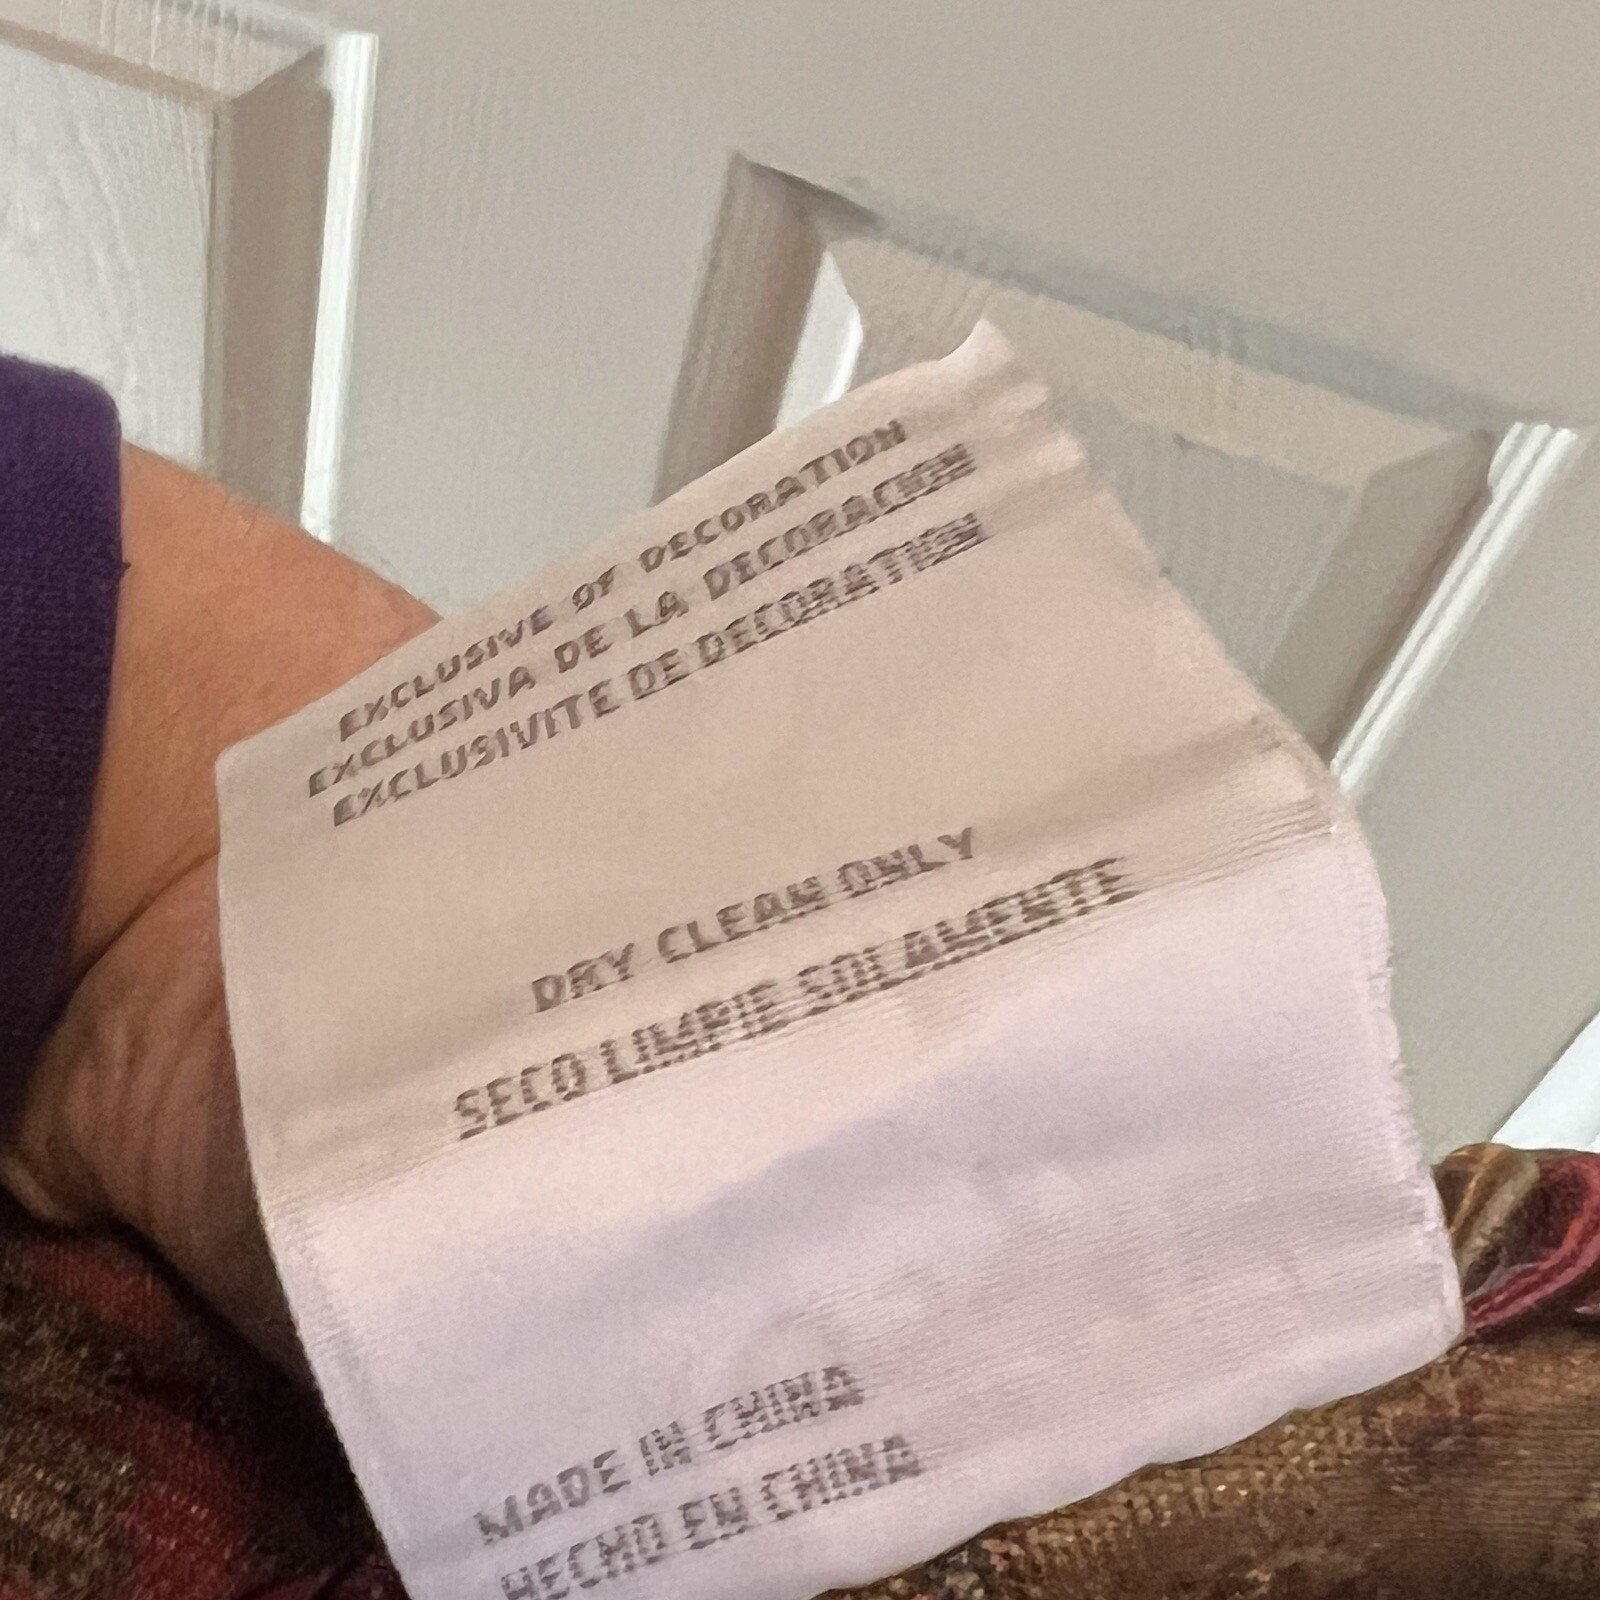 EXCLUSIVE OF DECORATION
EXCLUSIVA DE LA DECORACION
EXCLUSIVITE DE DECORATION
DRY CLEAN ONLY
SECO LIMPIE SOLAMENTE
MADE IN CHINA
HECHO EN CHINA